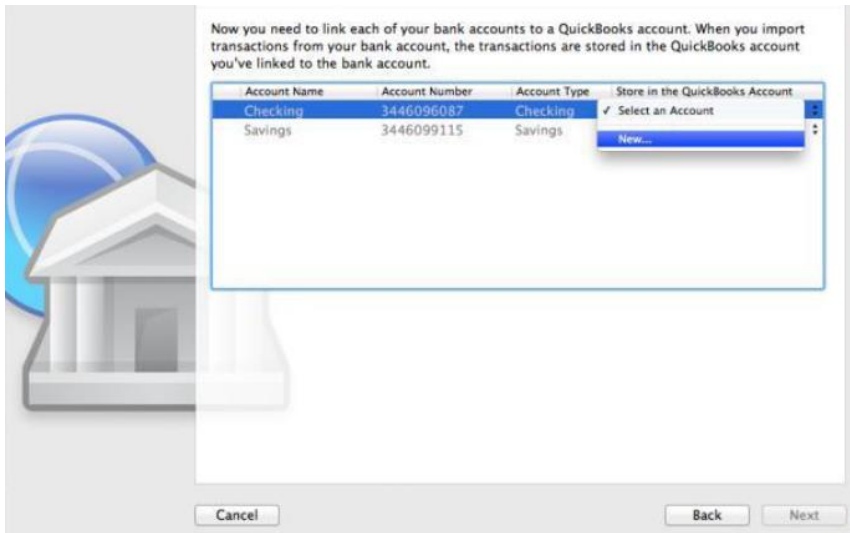 Now you need to link each of your bank accounts to a QuickBooks account. When you import
transactions from your bank account, the transactions are stored in the QuickBooks account
you've linked to the bank account.
Account Name Account Number Account Type Store in the QuickBooks Account
Checking 3446096087 Checking ✓ Select an Account
Savings 3446099115 Savings
New...
Cancel Back Next